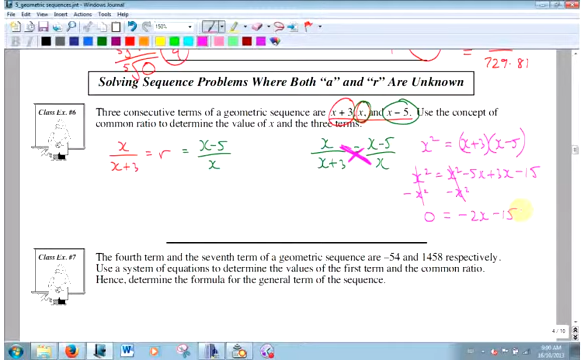 5_geometric sequences.jnt - Windows Journal
File Edit View Insert Actions Tools Help
150%
729.81
Solving Sequence Problems Where Both "a" and "r" Are Unknown
Class Ex. #6
Three consecutive terms of a geometric sequence are x + 3, x, and x − 5. Use the concept of
common ratio to determine the value of x and the three terms.
x/(x+3) = r = (x-5)/x
x/(x+3) = (x-5)/x
x² = (x+3)(x-5)
x² = x² -5x +3x -15
-x² -x²
0 = -2x -15
Class Ex. #7
The fourth term and the seventh term of a geometric sequence are −54 and 1458 respectively.
Use a system of equations to determine the values of the first term and the common ratio.
Hence, determine the formula for the general term of the sequence.
4 / 10